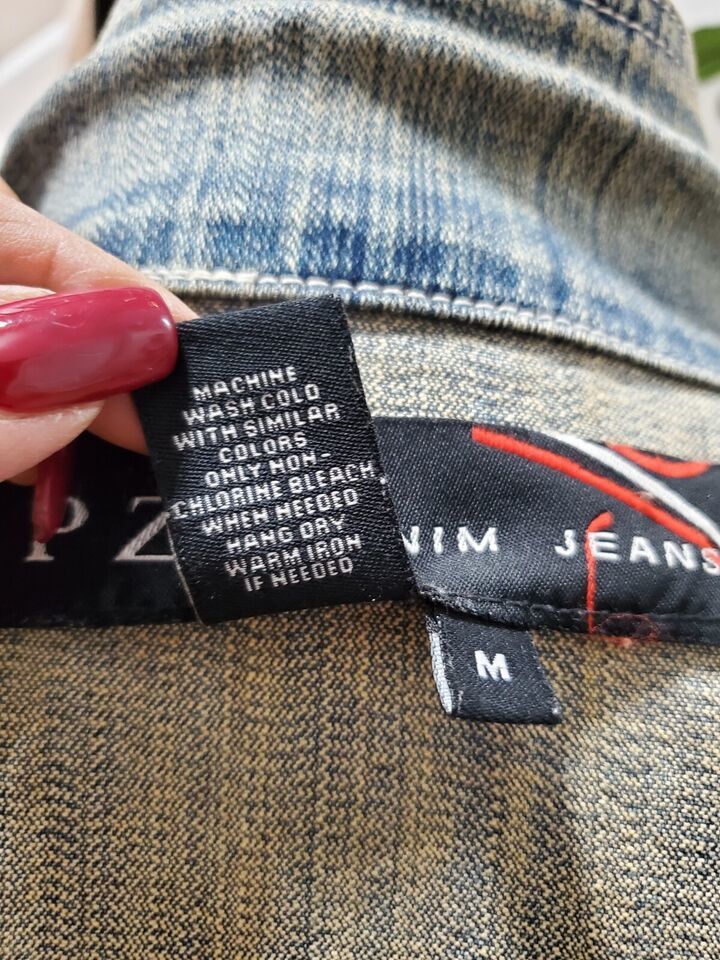 MACHINE
WASH COLD
WITH SIMILAR
COLORS
ONLY NON-
CHLORINE BLEACH
WHEN NEEDED
HANG DRY
WARM IRON
IF NEEDED
PZ NIM JEANS
M